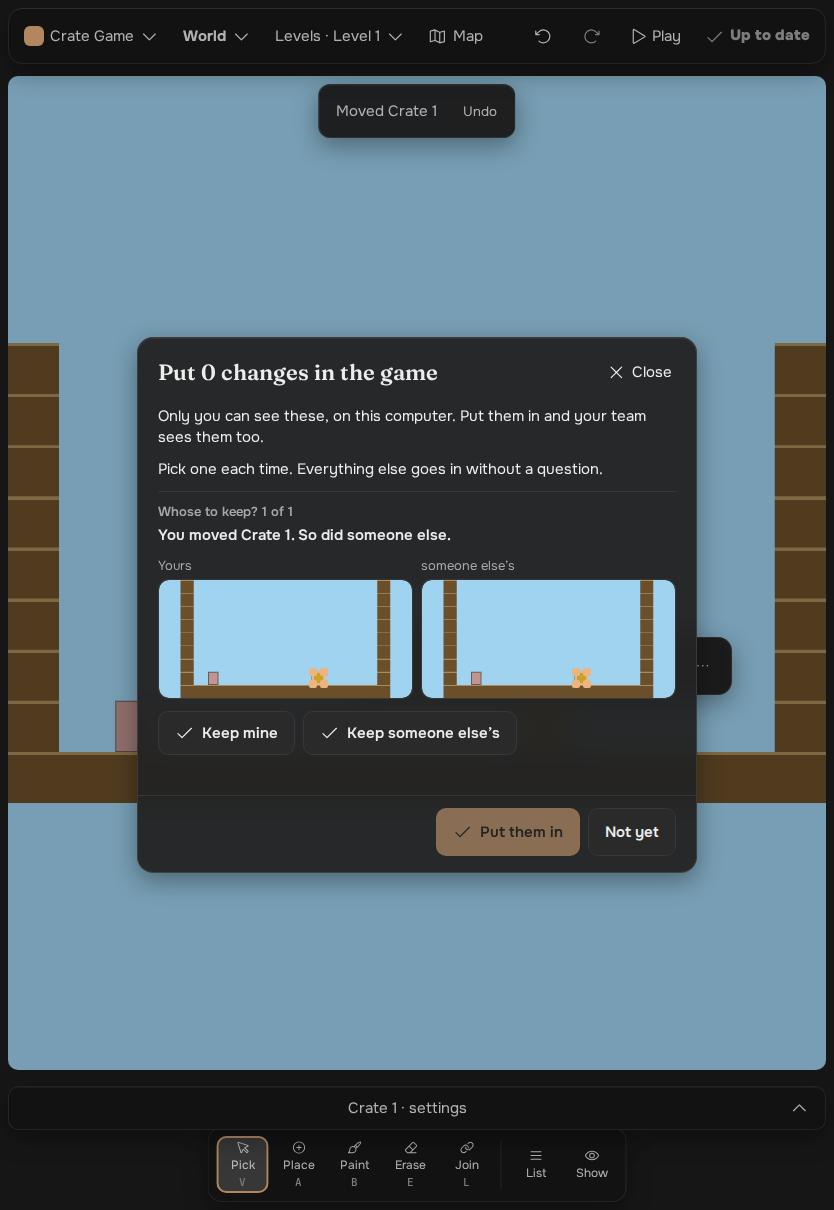 Crate Game World Levels · Level 1 Map Play Up to date
Moved Crate 1 Undo
Put 0 changes in the game Close
Only you can see these, on this computer. Put them in and your team
sees them too.
Pick one each time. Everything else goes in without a question.
Whose to keep? 1 of 1
You moved Crate 1. So did someone else.
Yours someone else’s
Keep mine Keep someone else’s
Put them in Not yet
Crate 1 · settings
Pick Place Paint Erase Join List Show
V A B E L